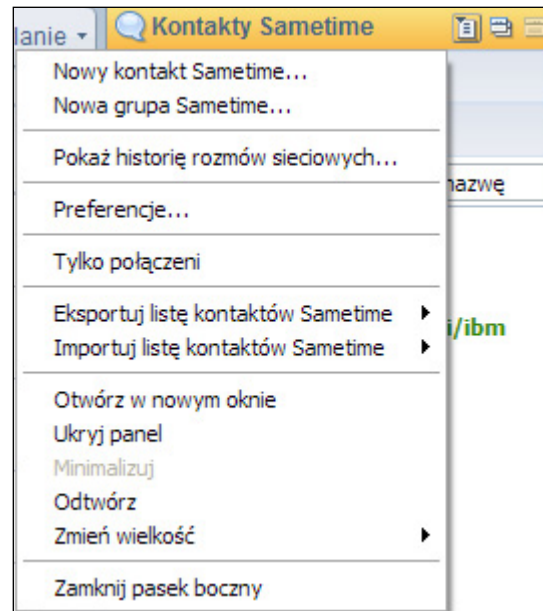 lanie
Kontakty Sametime
Nowy kontakt Sametime...
Nowa grupa Sametime...
Pokaż historię rozmów sieciowych...
nazwę
Preferencje...
Tylko połączeni
Eksportuj listę kontaktów Sametime
i/ibm
Importuj listę kontaktów Sametime
Otwórz w nowym oknie
Ukryj panel
Minimalizuj
Odtwórz
Zmień wielkość
Zamknij pasek boczny